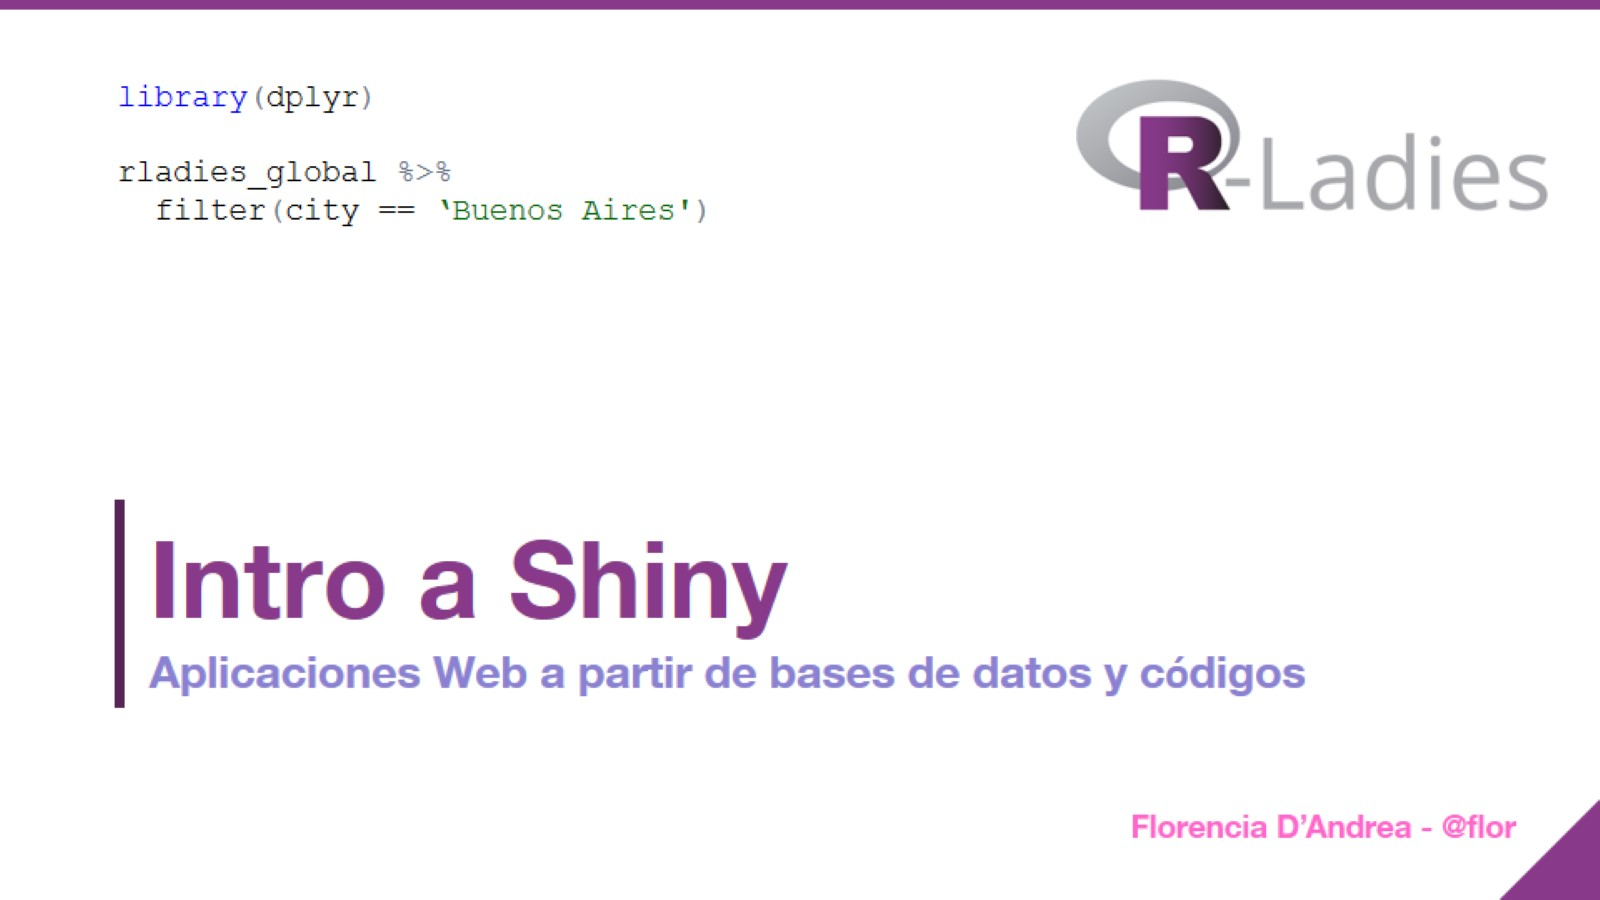 library(dplyr)
rladies_global %>%
filter(city == ‘Buenos Aires')
R-Ladies
Intro a Shiny
Aplicaciones Web a partir de bases de datos y códigos
Florencia D’Andrea - @flor